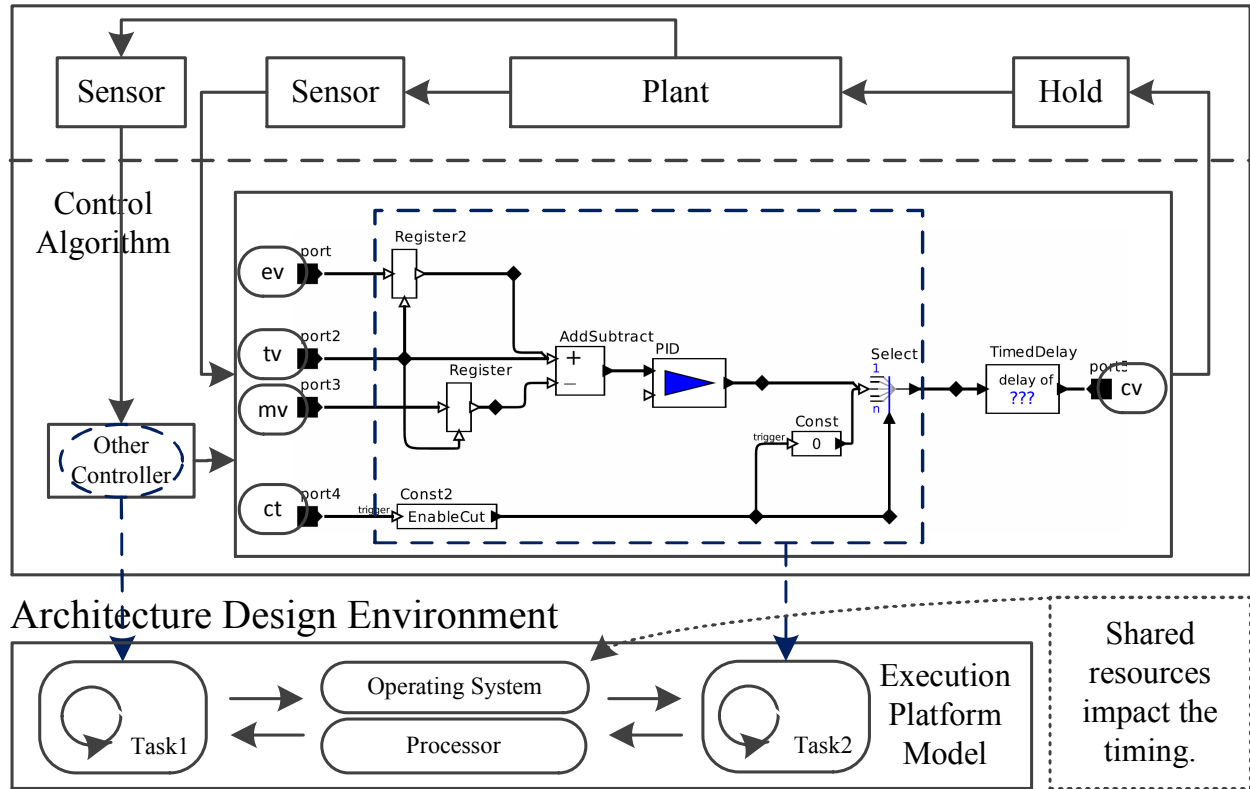 Sensor
Sensor
Plant
Hold
Control
Algorithm
ev
port
Register2
tv
port2
mv
port3
Register
AddSubtract
+
−
PID
Select
1
n
TimedDelay
delay of
???
port5
cv
Const
trigger
0
Other
Controller
ct
port4
trigger
Const2
EnableCut
Architecture Design Environment
Task1
Operating System
Processor
Task2
Execution
Platform
Model
Shared
resources
impact the
timing.